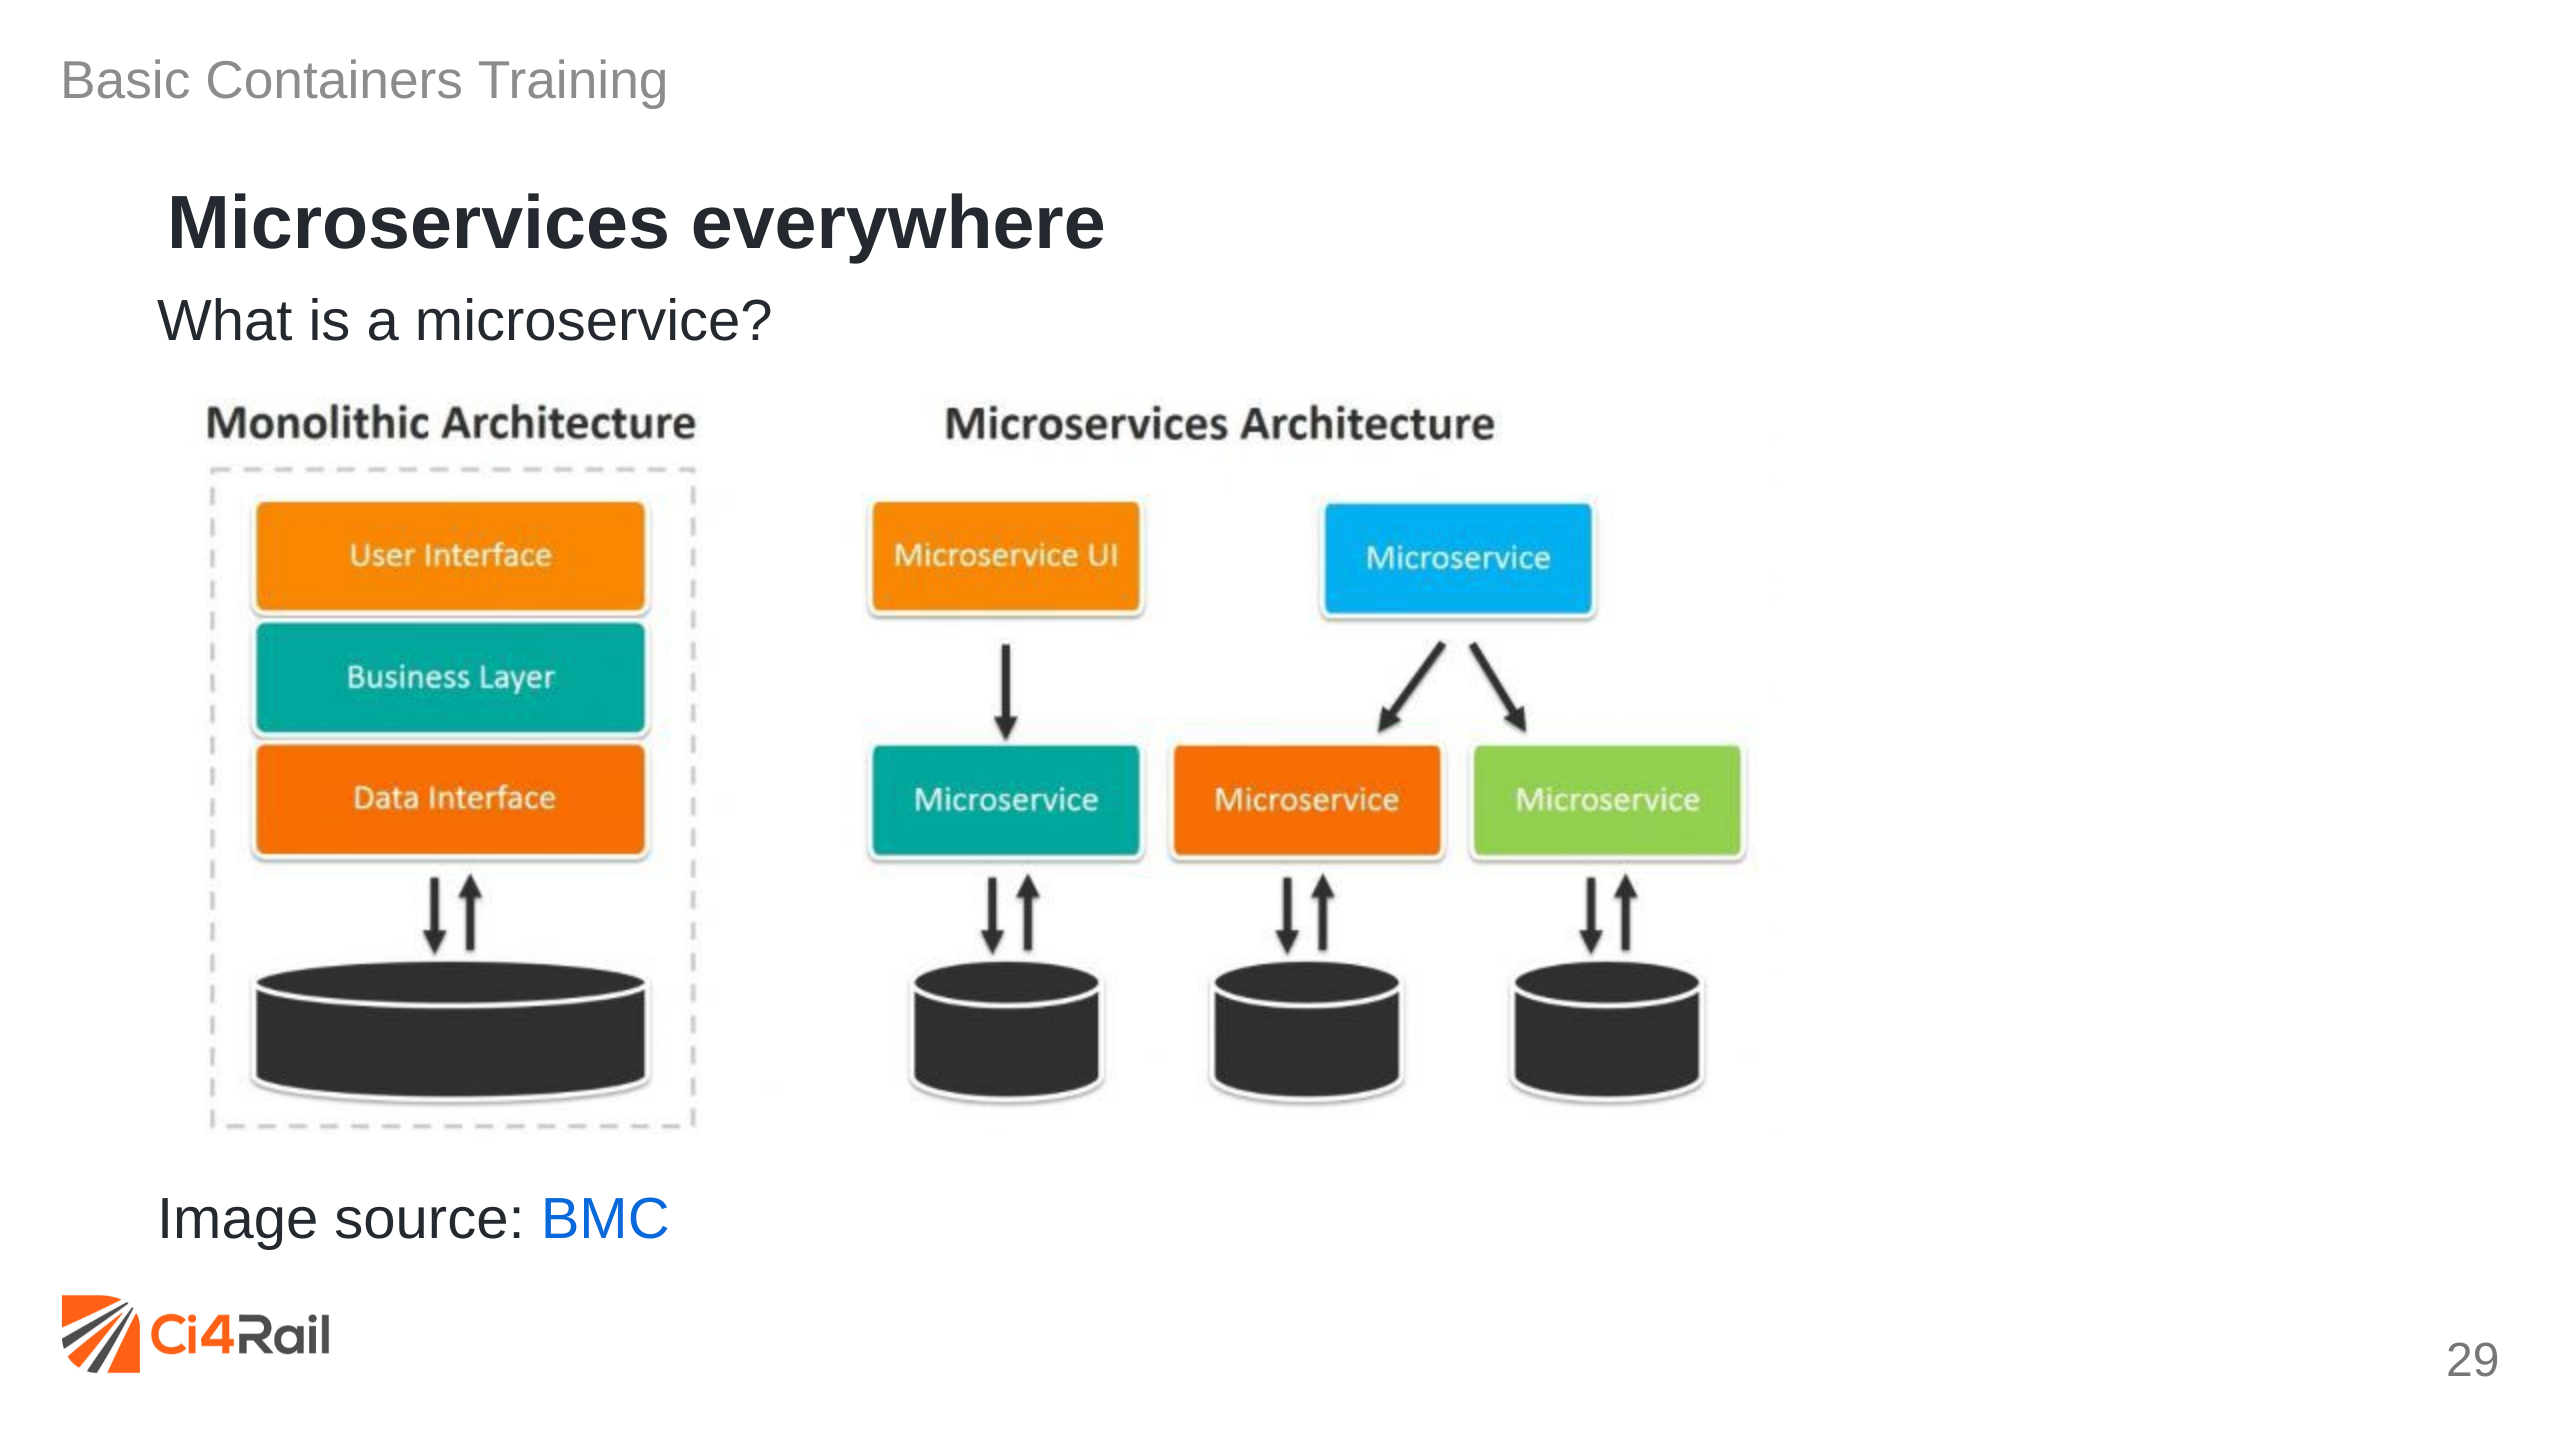 Basic Containers Training
Microservices everywhere
What is a microservice?
Monolithic Architecture
User Interface
Business Layer
Data Interface
Microservices Architecture
Microservice UI
Microservice
Microservice
Microservice
Microservice
Image source: BMC
Ci4Rail
29